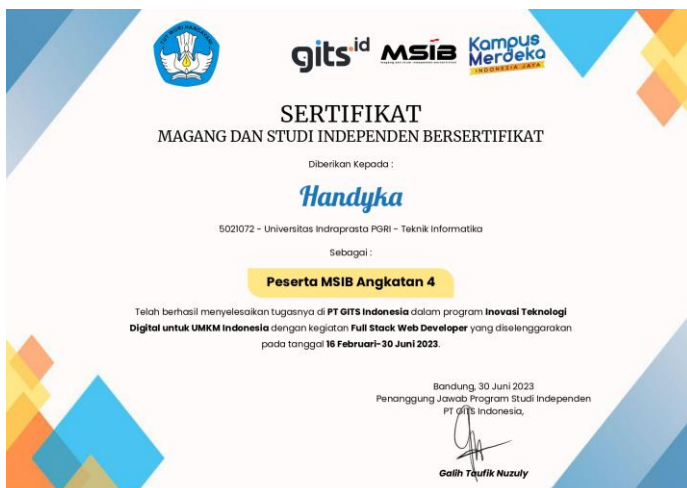 TUT WURI HANDAYANI
gits.id
MSIB
Kampus
Merdeka
INDONESIA JAYA
SERTIFIKAT
MAGANG DAN STUDI INDEPENDEN BERSERTIFIKAT
Diberikan Kepada :
Handyka
5021072 - Universitas Indraprasta PGRI - Teknik Informatika
Sebagai :
Peserta MSIB Angkatan 4
Telah berhasil menyelesaikan tugasnya di PT GITS Indonesia dalam program Inovasi Teknologi
Digital untuk UMKM Indonesia dengan kegiatan Full Stack Web Developer yang diselenggarakan
pada tanggal 16 Februari-30 Juni 2023.
Bandung, 30 Juni 2023
Penanggung Jawab Program Studi Independen
PT GITS Indonesia,
Galih Taufik Nuzuly